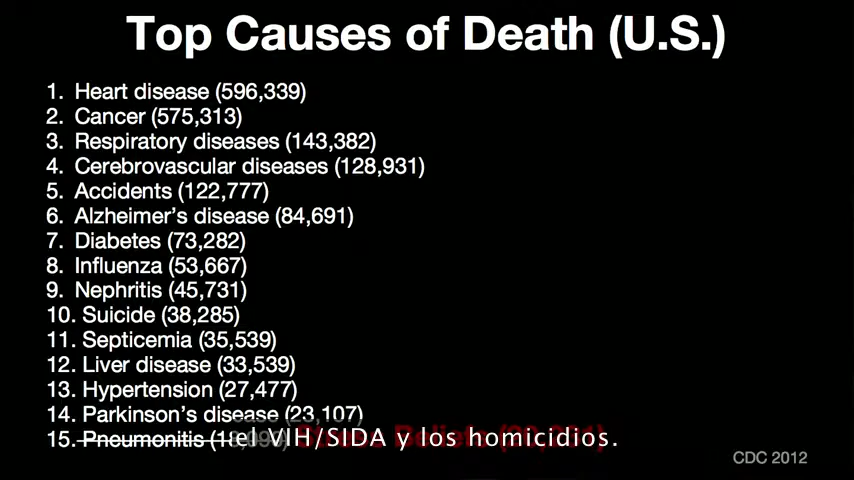 Top Causes of Death (U.S.)
1. Heart disease (596,339)
2. Cancer (575,313)
3. Respiratory diseases (143,382)
4. Cerebrovascular diseases (128,931)
5. Accidents (122,777)
6. Alzheimer’s disease (84,691)
7. Diabetes (73,282)
8. Influenza (53,667)
9. Nephritis (45,731)
10. Suicide (38,285)
11. Septicemia (35,539)
12. Liver disease (33,539)
13. Hypertension (27,477)
14. Parkinson’s disease (23,107)
15. Pneumonitis
el VIH/SIDA y los homicidios.
CDC 2012